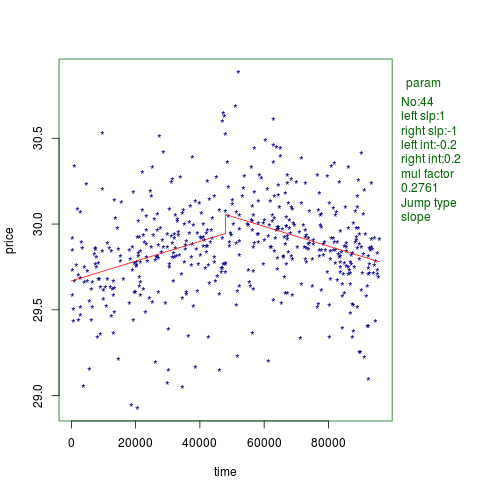 param
No:44
left slp:1
right slp:-1
left int:-0.2
right int:0.2
mul factor
0.2761
Jump type
slope
price
30.5
30.0
29.5
29.0
0 20000 40000 60000 80000
time